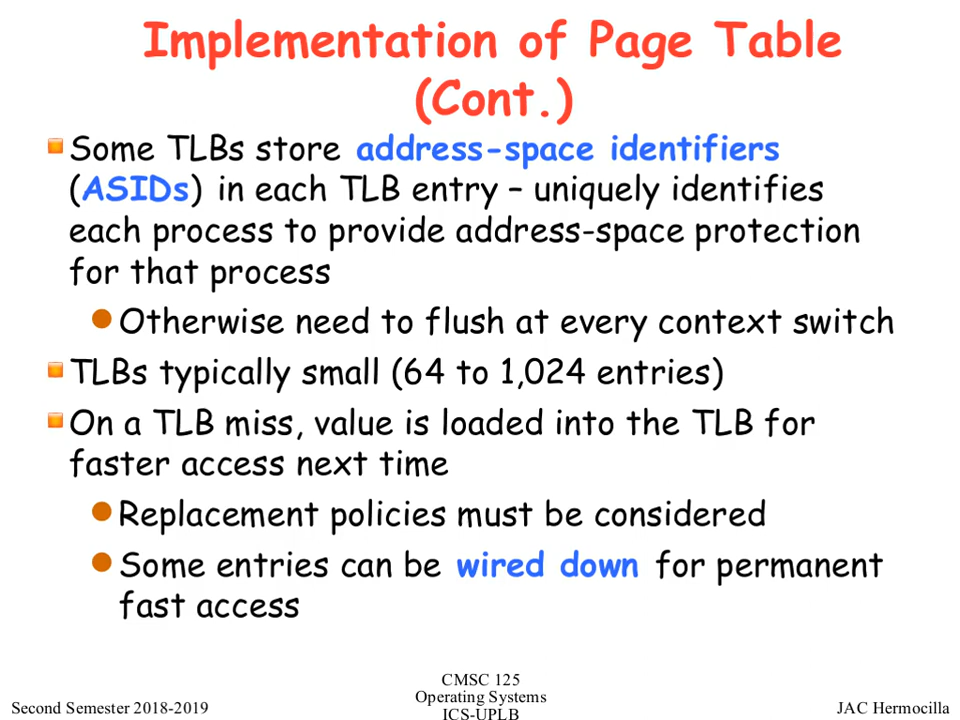 Implementation of Page Table
(Cont.)
Some TLBs store address-space identifiers
(ASIDs) in each TLB entry – uniquely identifies
each process to provide address-space protection
for that process
Otherwise need to flush at every context switch
TLBs typically small (64 to 1,024 entries)
On a TLB miss, value is loaded into the TLB for
faster access next time
Replacement policies must be considered
Some entries can be wired down for permanent
fast access
Second Semester 2018-2019
CMSC 125
Operating Systems
ICS-UPLB
JAC Hermocilla